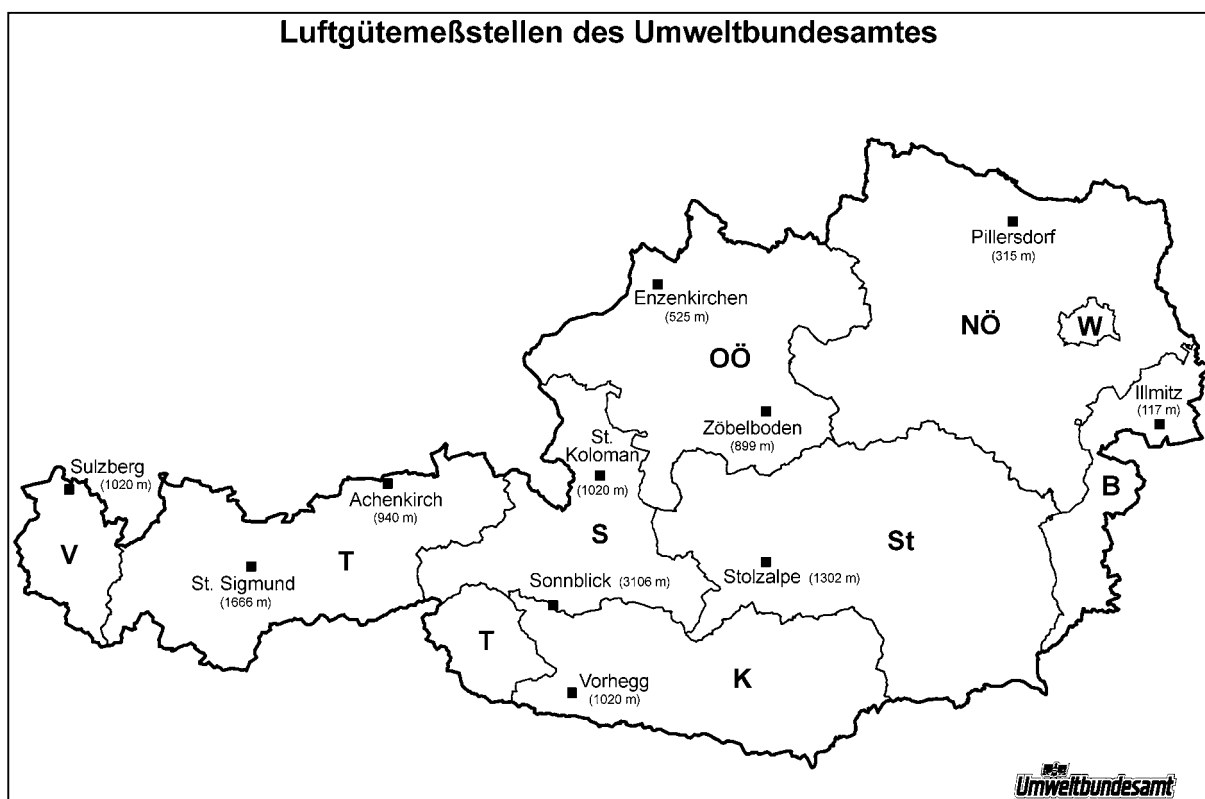 Luftgütemeßstellen des Umweltbundesamtes
Pillersdorf
(315 m)
Enzenkirchen
(525 m)
NÖ
W
OÖ
Illmitz
(117 m)
Zöbelboden
(899 m)
St.
Koloman
(1020 m)
Sulzberg
(1020 m)
Achenkirch
(940 m)
B
V
T
S
St
St. Sigmund
(1666 m)
Sonnblick (3106 m)
Stolzalpe (1302 m)
T
K
Vorhegg
(1020 m)
Umweltbundesamt